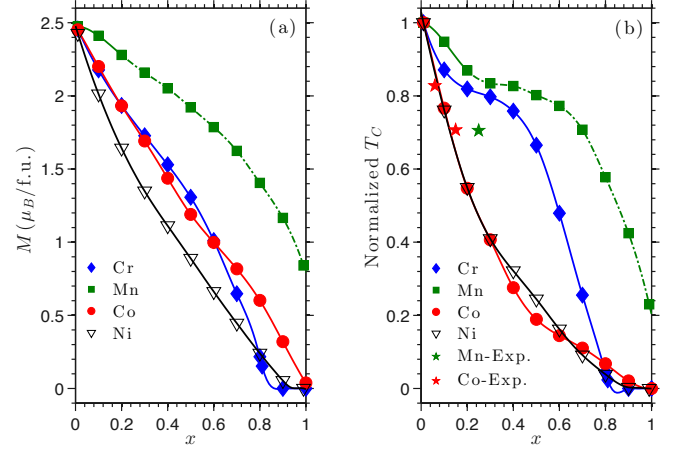 (a)
2.5
2
1.5
1
0.5
0
M (μB/f.u.)
Cr
Mn
Co
Ni
0 0.2 0.4 0.6 0.8 1
x
(b)
1
0.8
0.6
0.4
0.2
0
Normalized TC
Cr
Mn
Co
Ni
Mn-Exp.
Co-Exp.
0 0.2 0.4 0.6 0.8 1
x